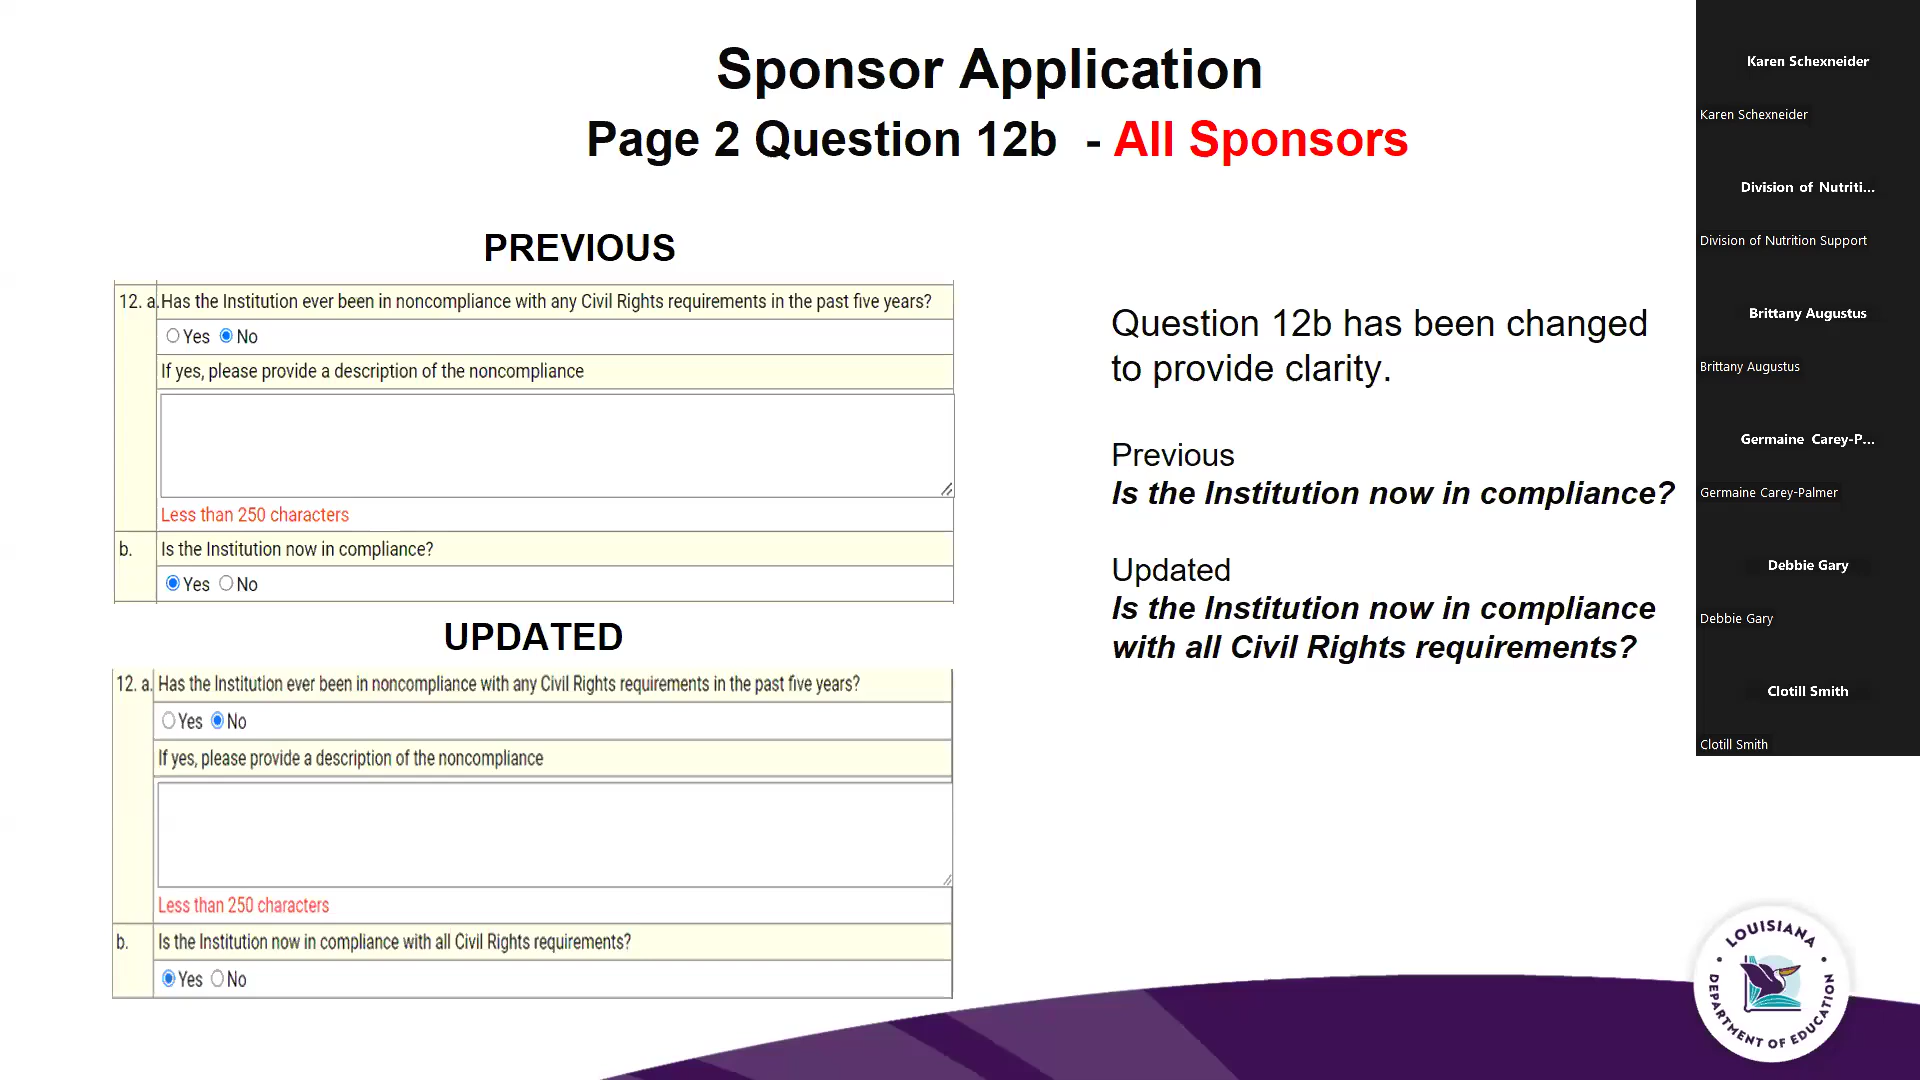 Sponsor Application
Page 2 Question 12b - All Sponsors
PREVIOUS
12. a. Has the Institution ever been in noncompliance with any Civil Rights requirements in the past five years?
Yes No
If yes, please provide a description of the noncompliance
Less than 250 characters
b. Is the Institution now in compliance?
Yes No
UPDATED
12. a. Has the Institution ever been in noncompliance with any Civil Rights requirements in the past five years?
Yes No
If yes, please provide a description of the noncompliance
Less than 250 characters
b. Is the Institution now in compliance with all Civil Rights requirements?
Yes No
Question 12b has been changed
to provide clarity.
Previous
Is the Institution now in compliance?
Updated
Is the Institution now in compliance
with all Civil Rights requirements?
Karen Schexneider
Karen Schexneider
Division of Nutriti...
Division of Nutrition Support
Brittany Augustus
Brittany Augustus
Germaine Carey-P...
Germaine Carey-Palmer
Debbie Gary
Debbie Gary
Clotill Smith
Clotill Smith
LOUISIANA
DEPARTMENT OF EDUCATION